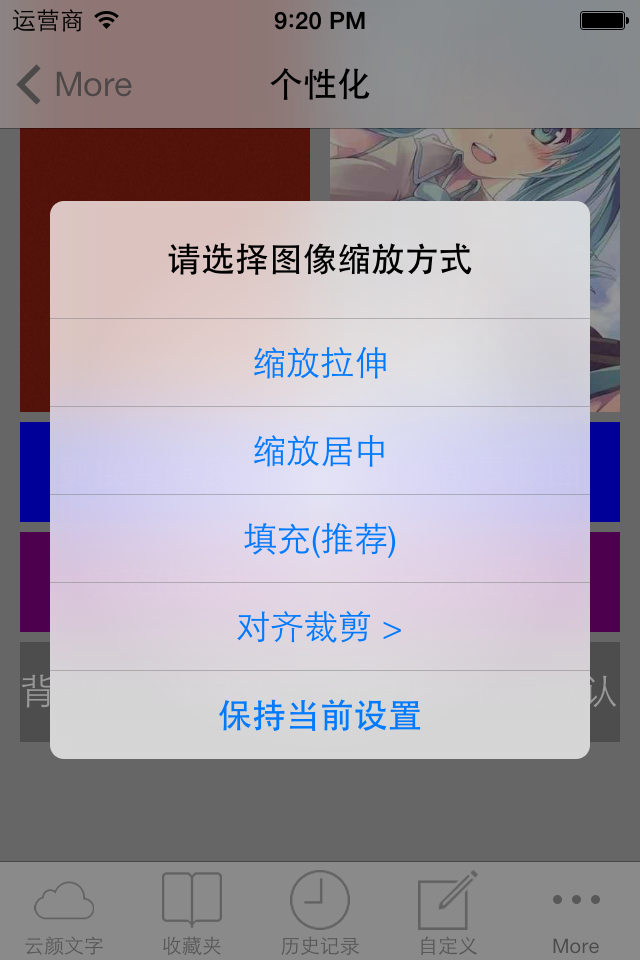 运营商 9:20 PM
More 个性化
请选择图像缩放方式
缩放拉伸
缩放居中
填充(推荐)
对齐裁剪 >
保持当前设置
背 认
云颜文字 收藏夹 历史记录 自定义 More